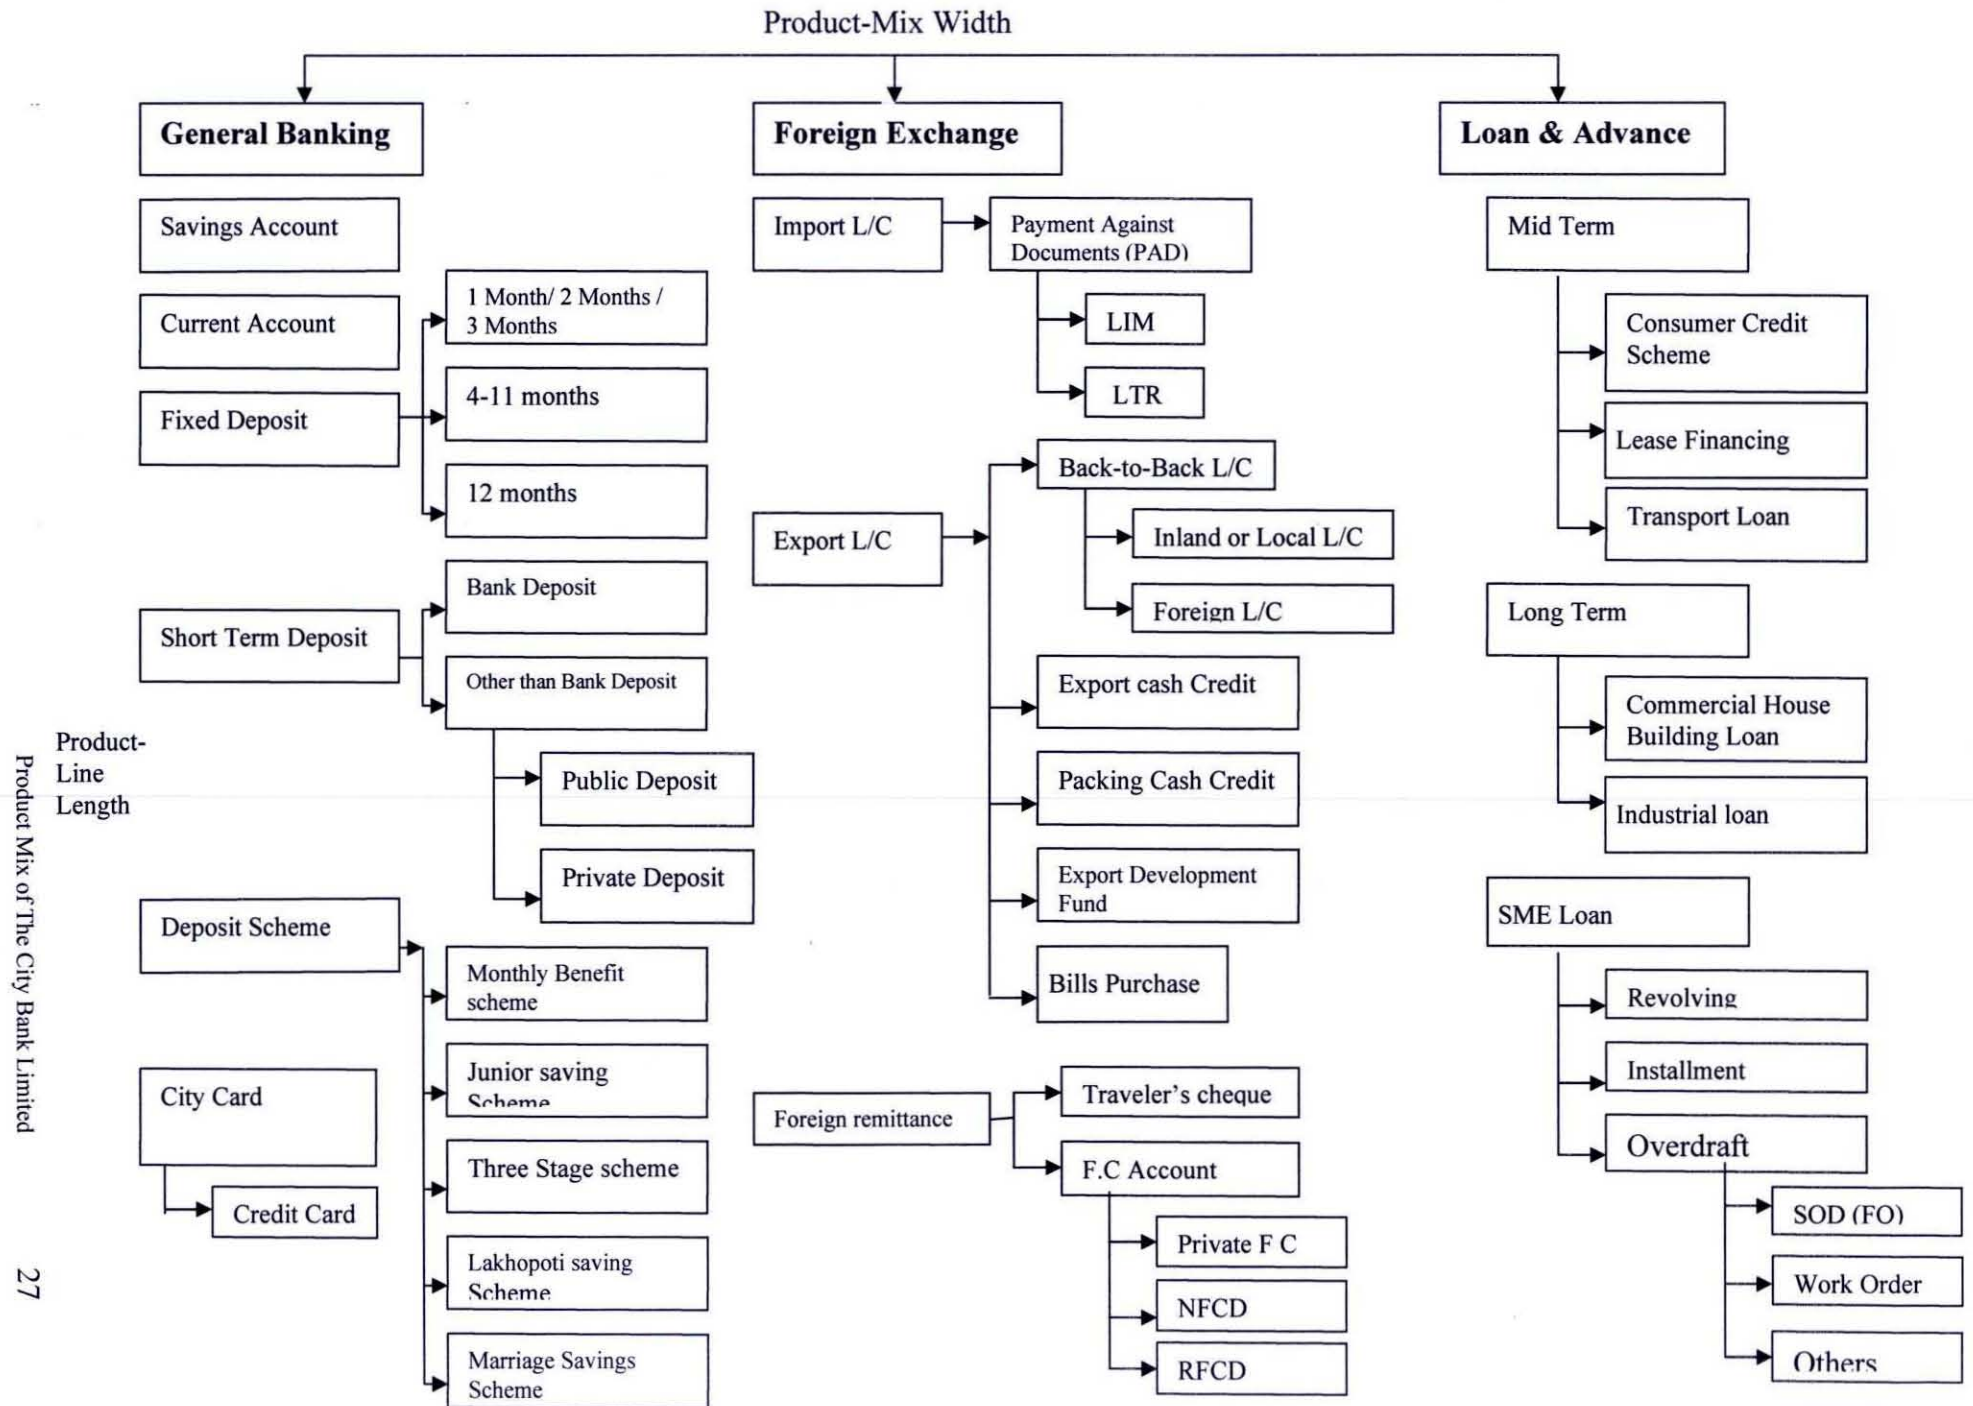 Product-Mix Width
General Banking
Savings Account
Current Account
Fixed Deposit
1 Month/ 2 Months /
3 Months
4-11 months
12 months
Short Term Deposit
Bank Deposit
Other than Bank Deposit
Public Deposit
Private Deposit
Deposit Scheme
Monthly Benefit
scheme
Junior saving
Scheme
Three Stage scheme
Lakhopoti saving
Scheme
Marriage Savings
Scheme
City Card
Credit Card
Foreign Exchange
Import L/C
Payment Against
Documents (PAD)
LIM
LTR
Export L/C
Back-to-Back L/C
Inland or Local L/C
Foreign L/C
Export cash Credit
Packing Cash Credit
Export Development
Fund
Bills Purchase
Foreign remittance
Traveler's cheque
F.C Account
Private F C
NFCD
RFCD
Loan & Advance
Mid Term
Consumer Credit
Scheme
Lease Financing
Transport Loan
Long Term
Commercial House
Building Loan
Industrial loan
SME Loan
Revolving
Installment
Overdraft
SOD (FO)
Work Order
Others
Product-
Line
Length
Product Mix of The City Bank Limited
27